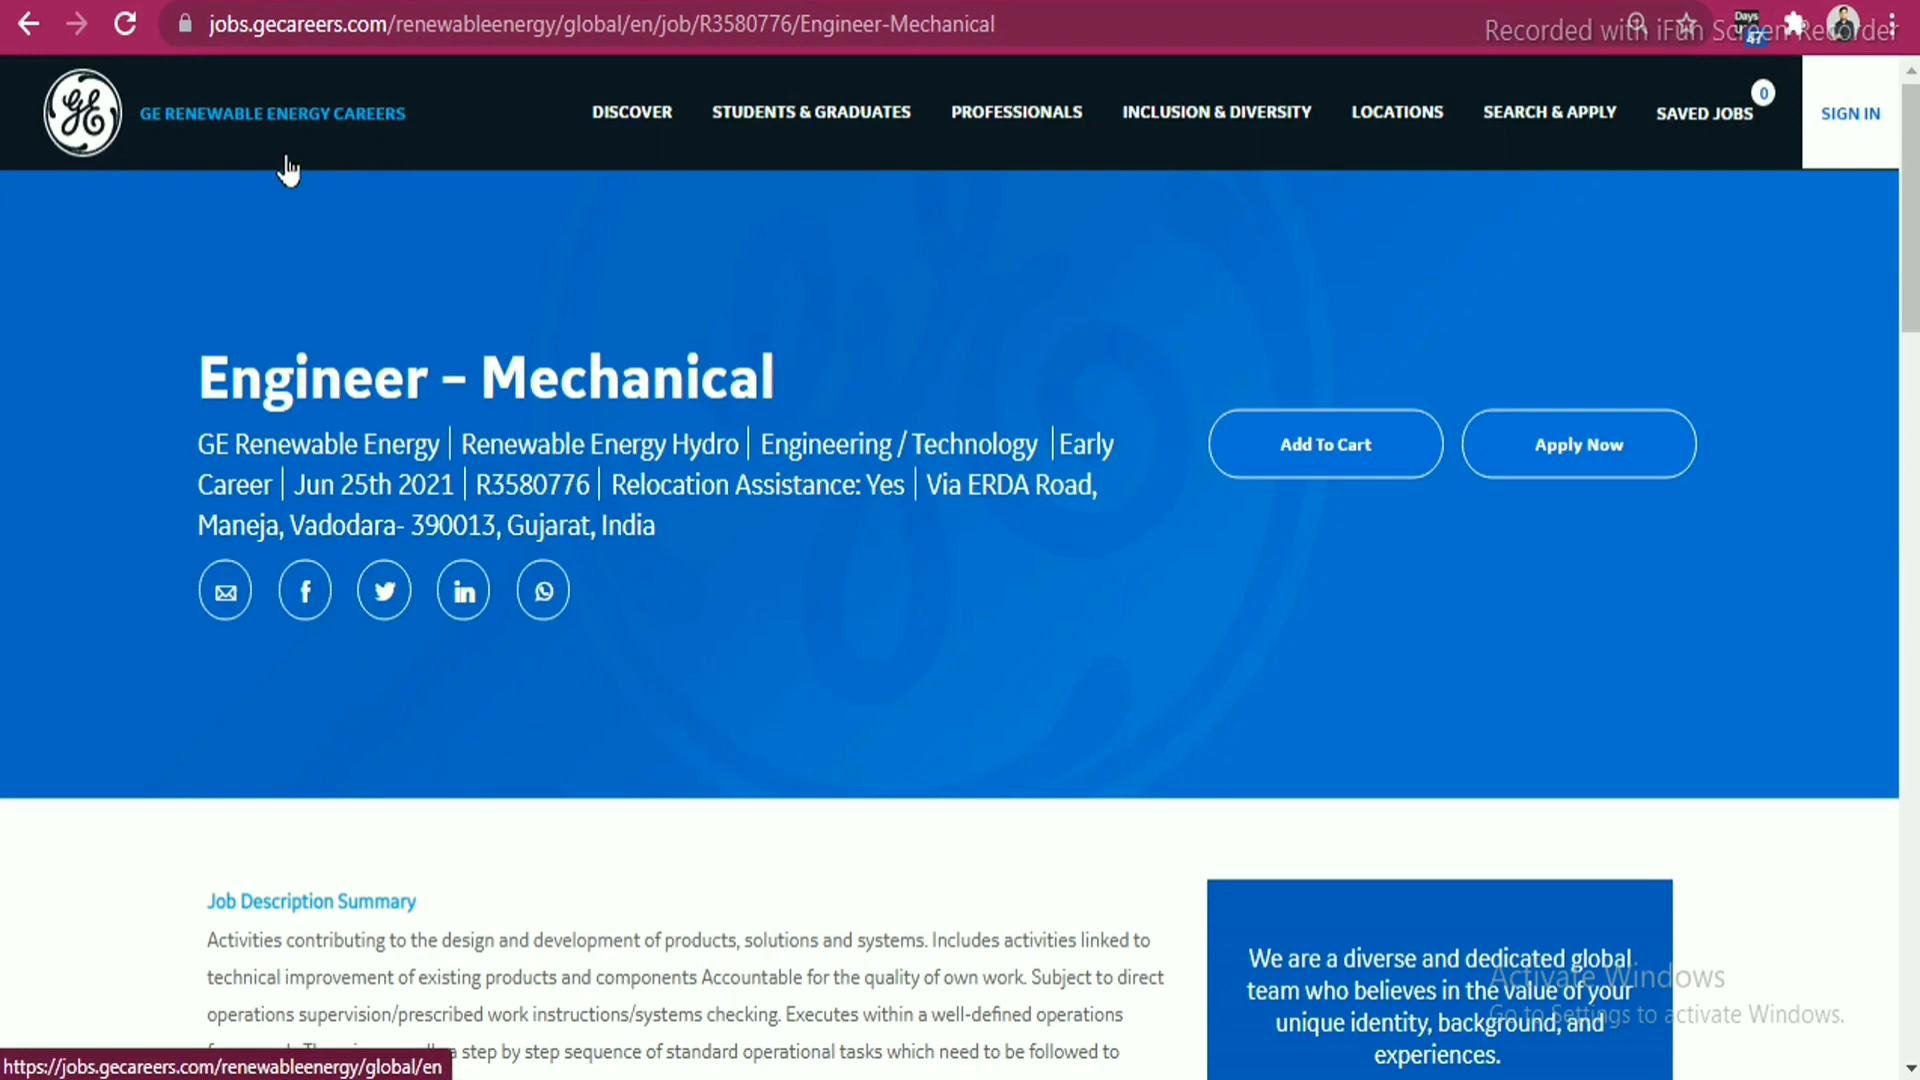 jobs.gecareers.com/renewableenergy/global/en/job/R3580776/Engineer-Mechanical
Recorded with iFun Screen Recorder
Days
47
GE RENEWABLE ENERGY CAREERS
DISCOVER
STUDENTS & GRADUATES
PROFESSIONALS
INCLUSION & DIVERSITY
LOCATIONS
SEARCH & APPLY
SAVED JOBS
0
SIGN IN
Engineer – Mechanical
GE Renewable Energy | Renewable Energy Hydro | Engineering / Technology | Early
Career | Jun 25th 2021 | R3580776 | Relocation Assistance: Yes | Via ERDA Road,
Maneja, Vadodara- 390013, Gujarat, India
Add To Cart
Apply Now
Job Description Summary
Activities contributing to the design and development of products, solutions and systems. Includes activities linked to
technical improvement of existing products and components Accountable for the quality of own work. Subject to direct
operations supervision/prescribed work instructions/systems checking. Executes within a well-defined operations
a step by step sequence of standard operational tasks which need to be followed to
We are a diverse and dedicated global
team who believes in the value of your
unique identity, background, and
experiences.
Activate Windows
Go to Settings to activate Windows.
https://jobs.gecareers.com/renewableenergy/global/en